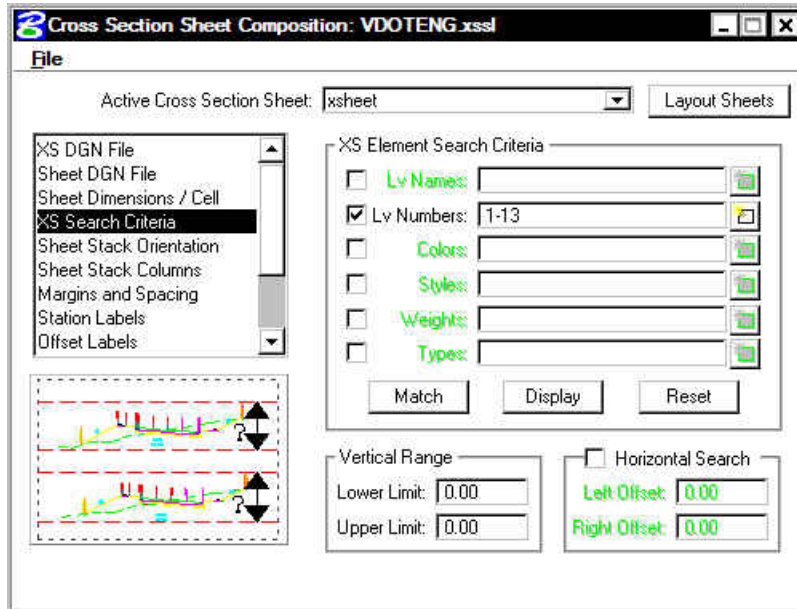 Cross Section Sheet Composition: VDOTENG.xssl
File
Active Cross Section Sheet: xsheet
Layout Sheets
XS DGN File
Sheet DGN File
Sheet Dimensions / Cell
XS Search Criteria
Sheet Stack Orientation
Sheet Stack Columns
Margins and Spacing
Station Labels
Offset Labels
XS Element Search Criteria
Lv Names:
Lv Numbers: 1-13
Colors:
Styles:
Weights:
Types:
Match Display Reset
? 
?
Vertical Range
Lower Limit: 0.00
Upper Limit: 0.00
Horizontal Search
Left Offset: 0.00
Right Offset: 0.00